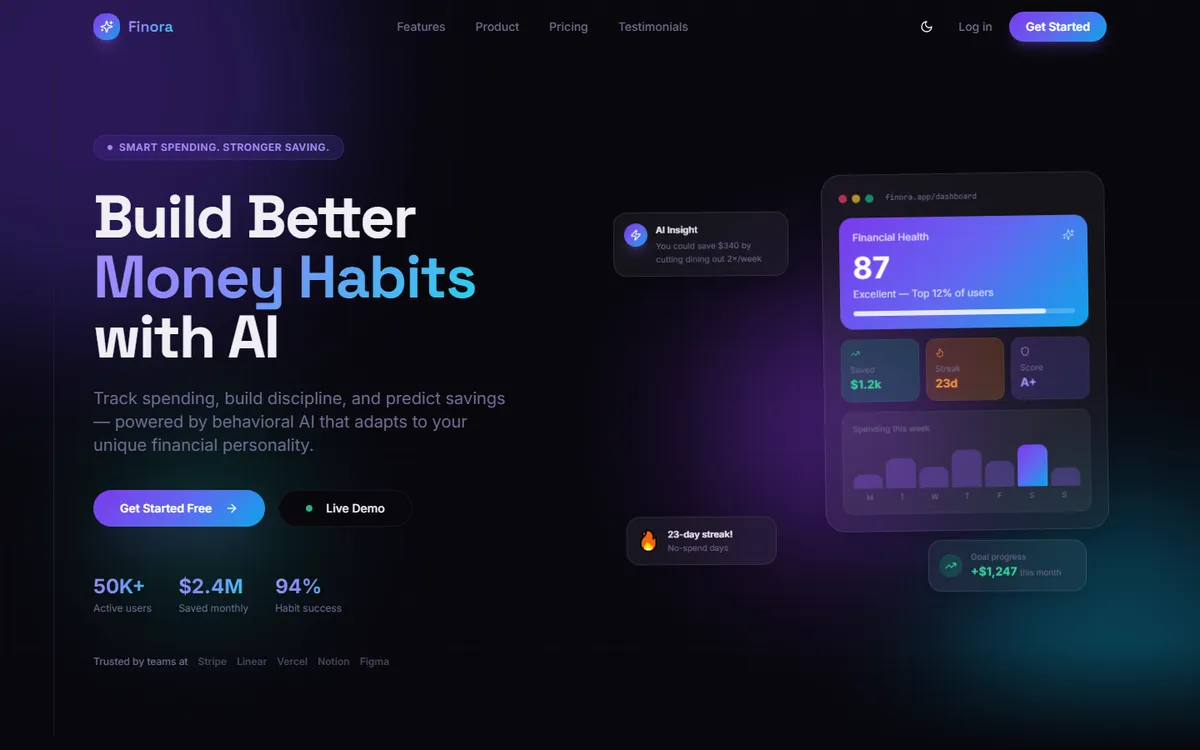 Finora
Features
Product
Pricing
Testimonials
Log in
Get Started
SMART SPENDING. STRONGER SAVING.
Build Better
Money Habits
with AI
Track spending, build discipline, and predict savings
— powered by behavioral AI that adapts to your
unique financial personality.
Get Started Free
Live Demo
50K+
Active users
$2.4M
Saved monthly
94%
Habit success
Trusted by teams at Stripe Linear Vercel Notion Figma
AI Insight
You could save $340 by
cutting dining out 2×/week
23-day streak!
No-spend days
finora.app/dashboard
Financial Health
87
Excellent — Top 12% of users
Saved
$1.2k
Streak
23d
Score
A+
Spending this week
M T W T F S S
Goal progress
+$1,247 this month